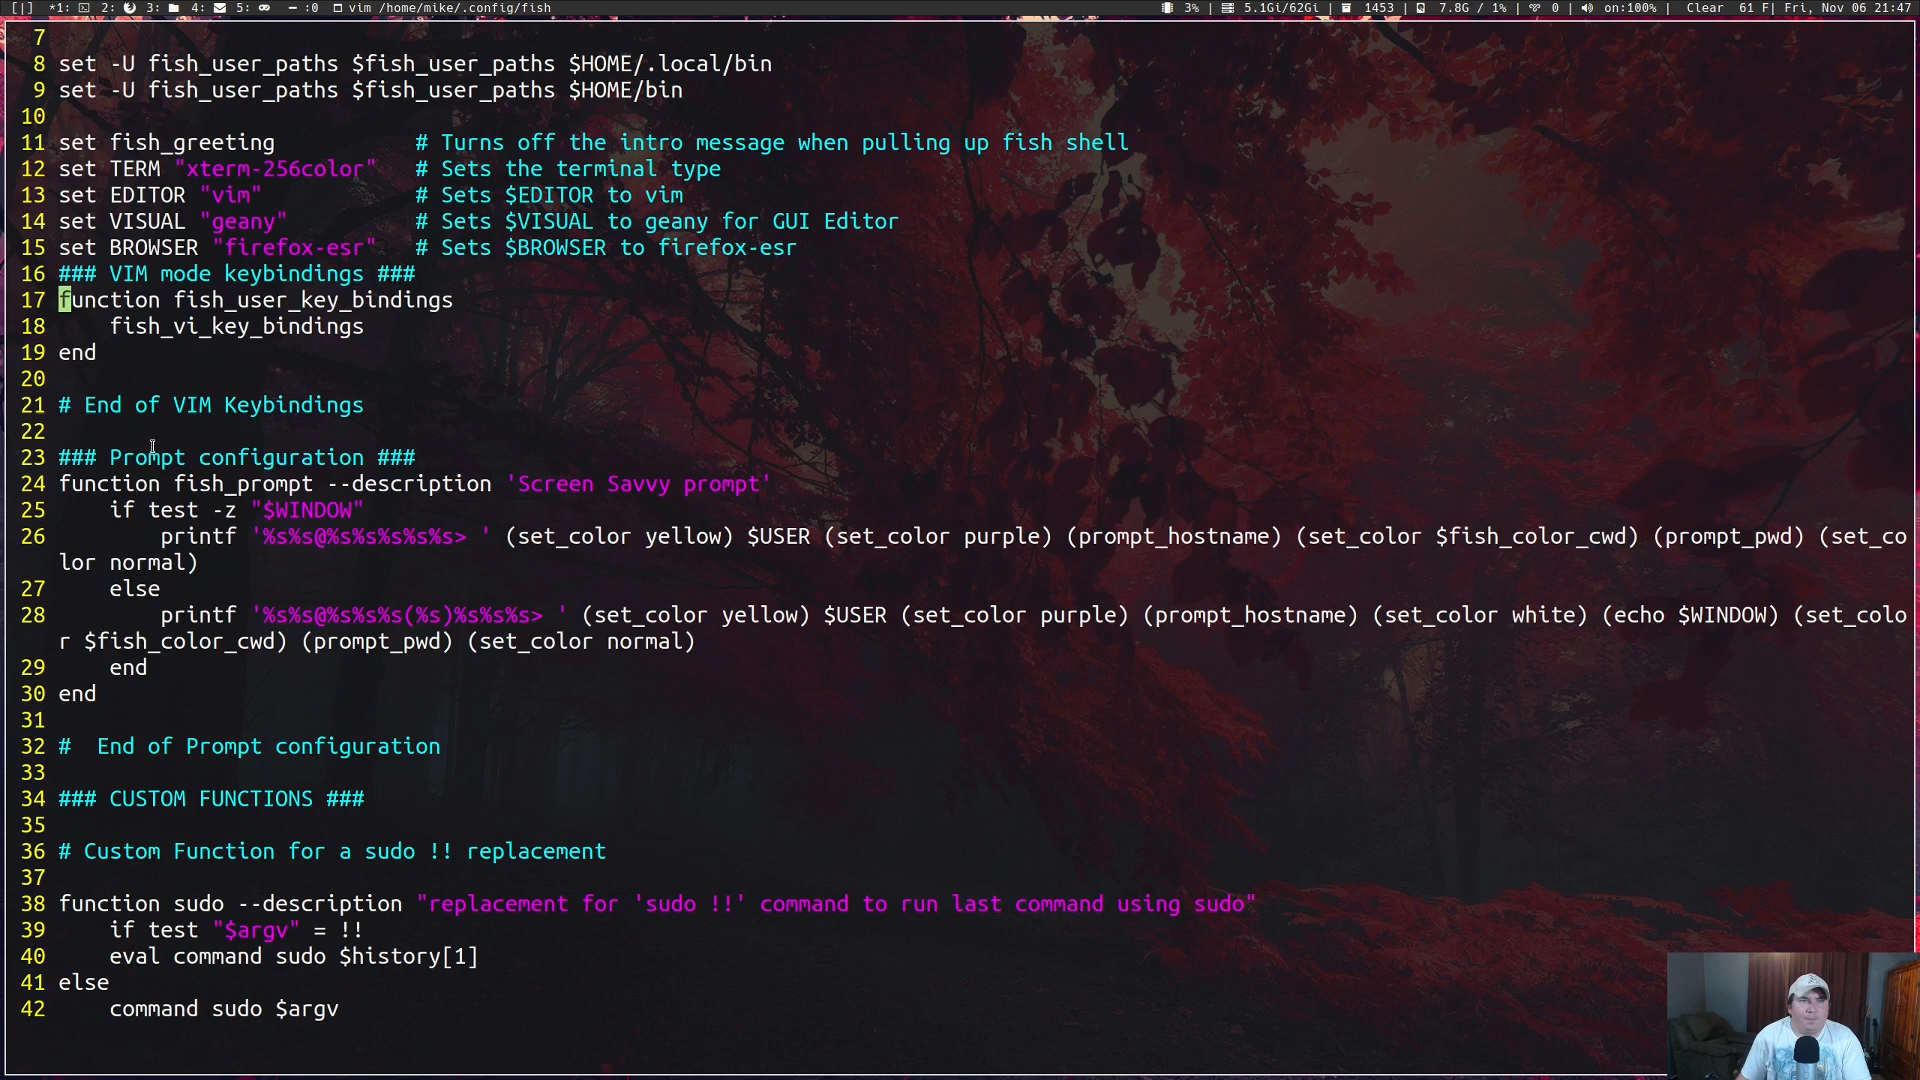 [|] *1: 2: 3: 4: 5: — :0 vim /home/mike/.config/fish 3% | 5.1Gi/62Gi | 1453 | 7.8G / 1% | 0 | on:100% | Clear 61 F| Fri, Nov 06 21:47
7
8 set -U fish_user_paths $fish_user_paths $HOME/.local/bin
9 set -U fish_user_paths $fish_user_paths $HOME/bin
10
11 set fish_greeting # Turns off the intro message when pulling up fish shell
12 set TERM "xterm-256color" # Sets the terminal type
13 set EDITOR "vim" # Sets $EDITOR to vim
14 set VISUAL "geany" # Sets $VISUAL to geany for GUI Editor
15 set BROWSER "firefox-esr" # Sets $BROWSER to firefox-esr
16 ### VIM mode keybindings ###
17 function fish_user_key_bindings
18 fish_vi_key_bindings
19 end
20
21 # End of VIM Keybindings
22
23 ### Prompt configuration ###
24 function fish_prompt --description 'Screen Savvy prompt'
25 if test -z "$WINDOW"
26 printf '%s%s@%s%s%s%s%s> ' (set_color yellow) $USER (set_color purple) (prompt_hostname) (set_color $fish_color_cwd) (prompt_pwd) (set_co
lor normal)
27 else
28 printf '%s%s@%s%s%s(%s)%s%s%s> ' (set_color yellow) $USER (set_color purple) (prompt_hostname) (set_color white) (echo $WINDOW) (set_colo
r $fish_color_cwd) (prompt_pwd) (set_color normal)
29 end
30 end
31
32 #  End of Prompt configuration
33
34 ### CUSTOM FUNCTIONS ###
35
36 # Custom Function for a sudo !! replacement
37
38 function sudo --description "replacement for 'sudo !!' command to run last command using sudo"
39 if test "$argv" = !!
40 eval command sudo $history[1]
41 else
42 command sudo $argv